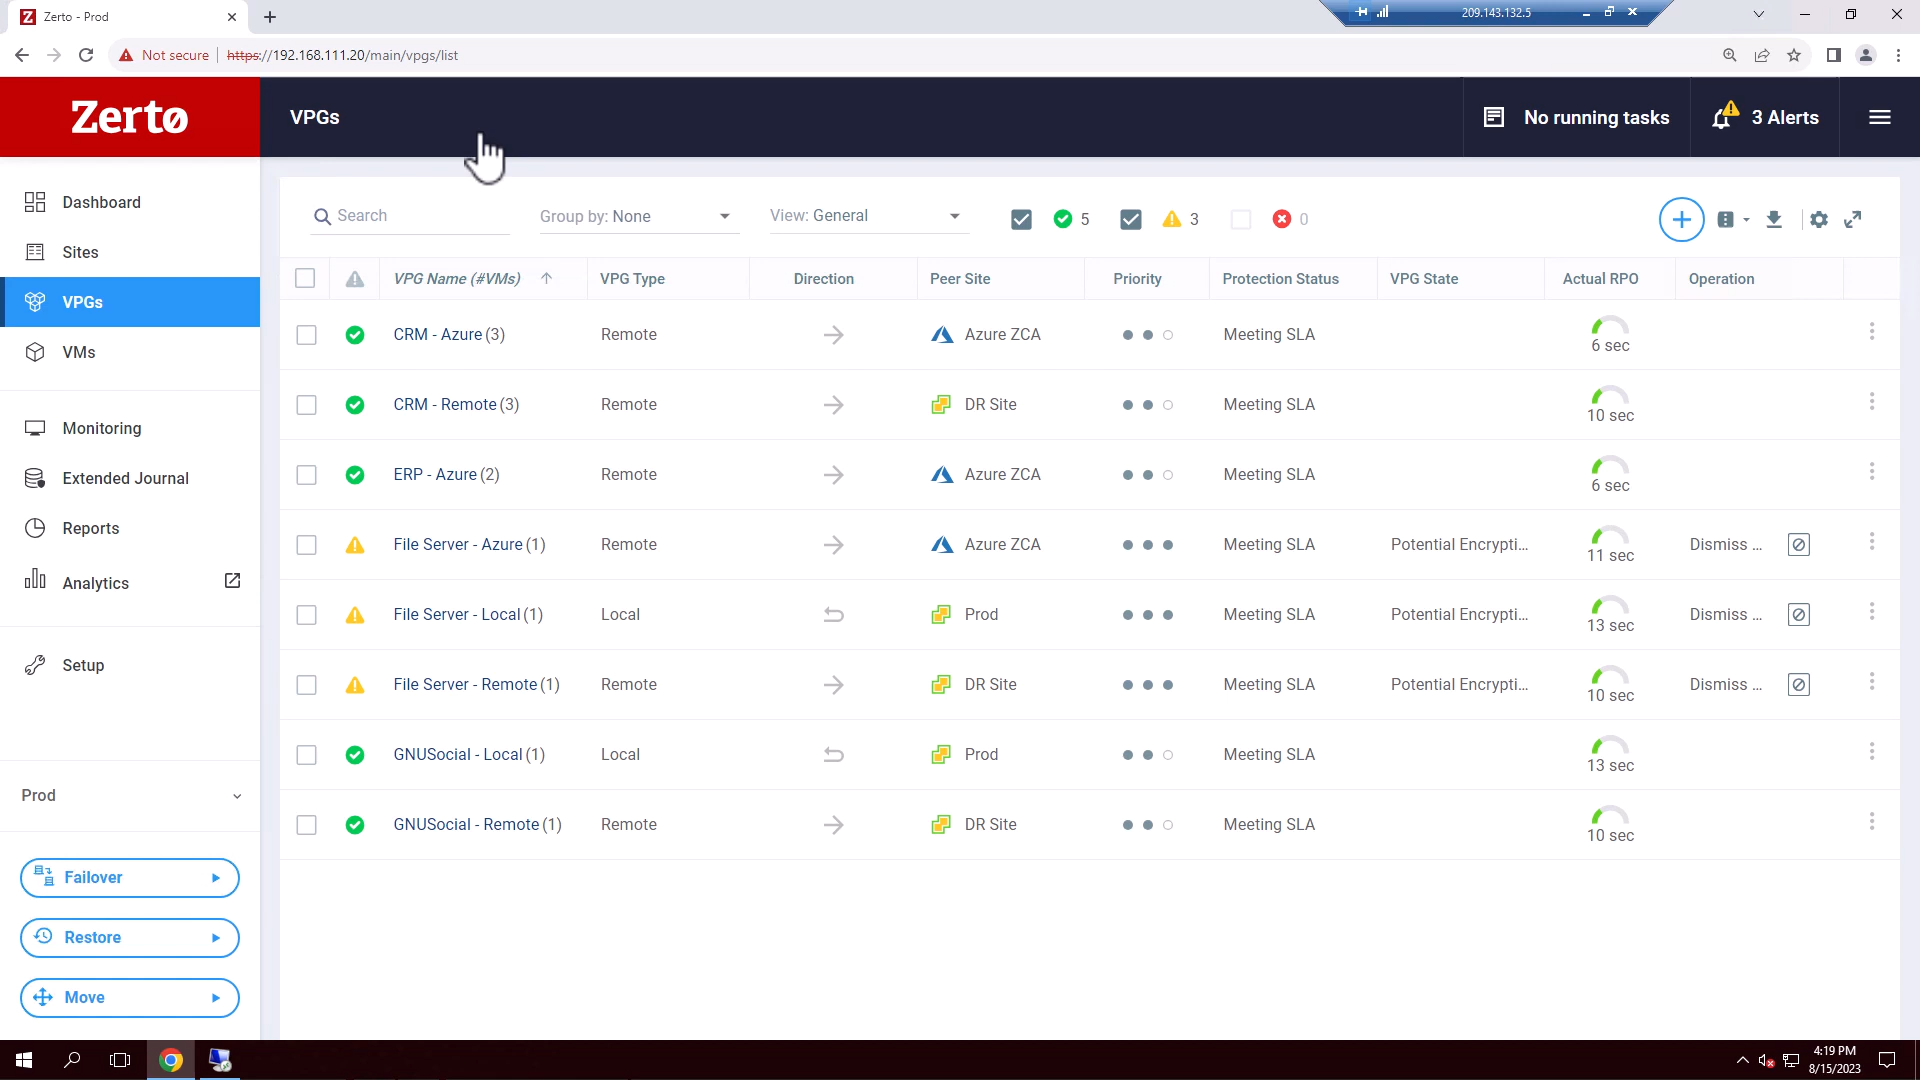 Zerto - Prod
209.143.132.5
Not secure
https://192.168.111.20/main/vpgs/list
Zerto
VPGs
No running tasks
3 Alerts
Dashboard
Sites
VPGs
VMs
Monitoring
Extended Journal
Reports
Analytics
Setup
Prod
Failover
Restore
Move
Search
Group by: None
View: General
5
3
0
VPG Name (#VMs) VPG Type Direction Peer Site Priority Protection Status VPG State Actual RPO Operation
CRM - Azure (3) Remote Azure ZCA Meeting SLA 6 sec
CRM - Remote (3) Remote DR Site Meeting SLA 10 sec
ERP - Azure (2) Remote Azure ZCA Meeting SLA 6 sec
File Server - Azure (1) Remote Azure ZCA Meeting SLA Potential Encrypti... 11 sec Dismiss ...
File Server - Local (1) Local Prod Meeting SLA Potential Encrypti... 13 sec Dismiss ...
File Server - Remote (1) Remote DR Site Meeting SLA Potential Encrypti... 10 sec Dismiss ...
GNUSocial - Local (1) Local Prod Meeting SLA 13 sec
GNUSocial - Remote (1) Remote DR Site Meeting SLA 10 sec
4:19 PM
8/15/2023